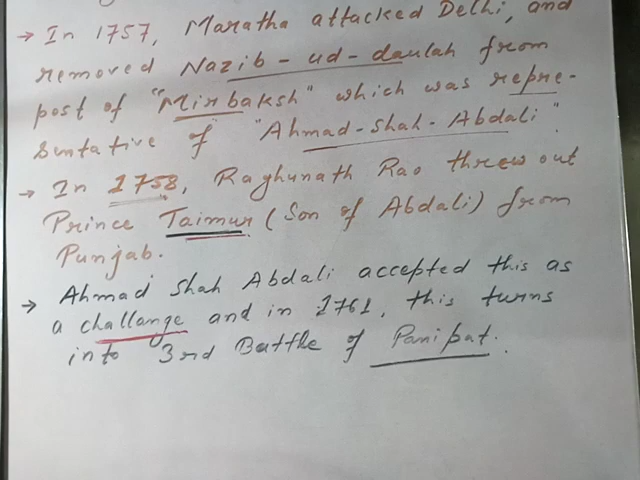 → In 1757, Maratha attacked Delhi, and
removed Nazib-ud-daulah from
post of "Mirbaksh" which was repre-
sentative of "Ahmad-Shah-Abdali"
→ In 1758, Raghunath Rao threw out
Prince Taimur (Son of Abdali) from
Punjab.
→ Ahmad Shah Abdali accepted this as
a challange and in 1761, this turns
into 3rd Battle of Panipat.